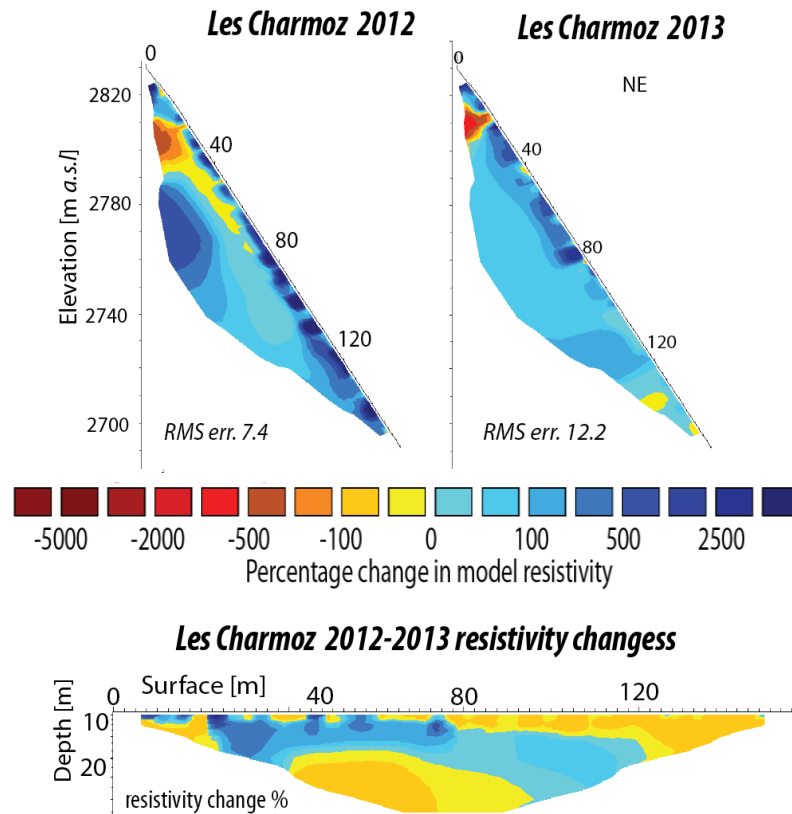 Les Charmoz 2012
Les Charmoz 2013
0
0
NE
2820
40
40
2780
80
80
Elevation [m a.s.l]
2740
120
120
2700
RMS err. 7.4
RMS err. 12.2
-5000 -2000 -500 -100 0 100 500 2500
Percentage change in model resistivity
Les Charmoz 2012-2013 resistivity changess
0 Surface [m] 40 80 120
10
Depth [m]
20
resistivity change %